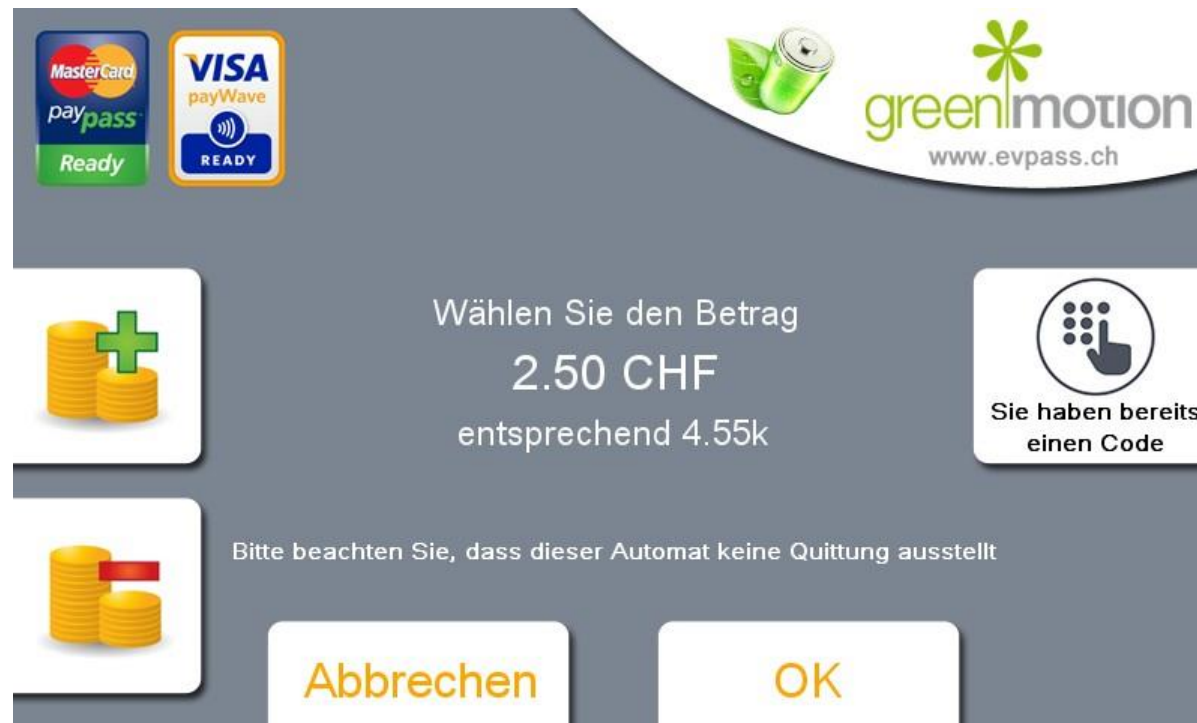 MasterCard
paypass
Ready
VISA
payWave
READY
greenmotion
www.evpass.ch
Wählen Sie den Betrag
2.50 CHF
entsprechend 4.55k
Sie haben bereits
einen Code
Bitte beachten Sie, dass dieser Automat keine Quittung ausstellt
Abbrechen
OK